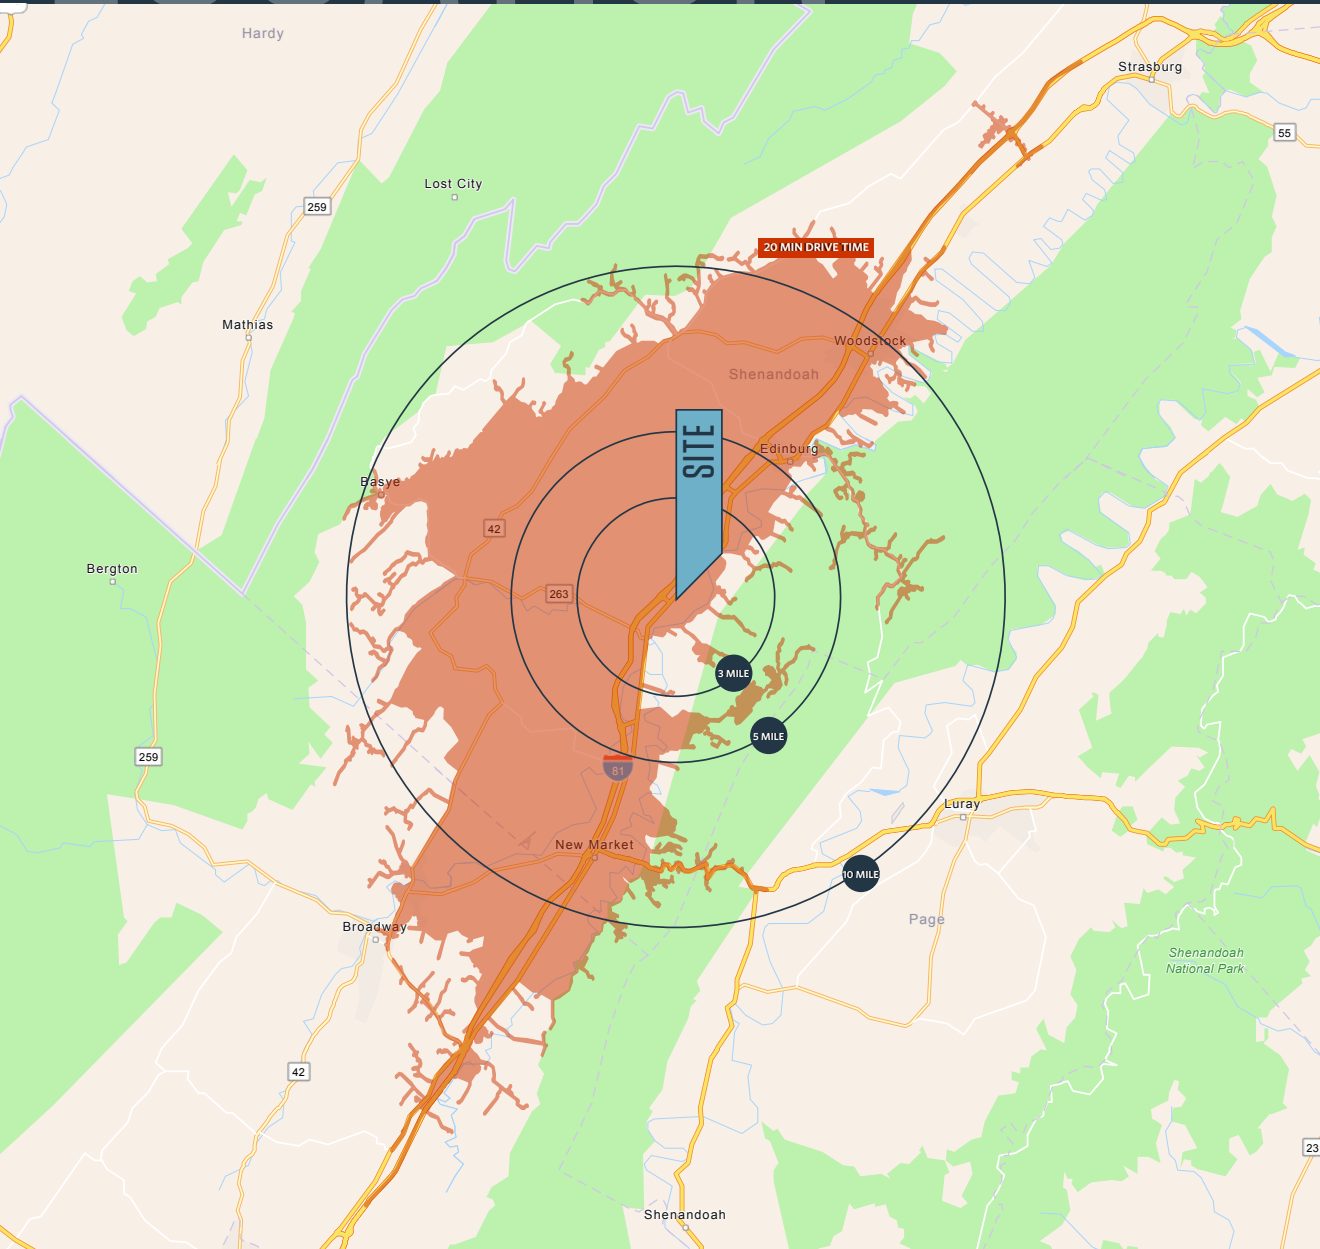 Hardy
Strasburg
55
Lost City
259
20 MIN DRIVE TIME
Mathias
Woodstock
Shenandoah
SITE
Edinburg
Basye
42
Bergton
263
3 MILE
5 MILE
259
81
Luray
New Market
10 MILE
Page
Broadway
Shenandoah
National Park
42
23
Shenandoah